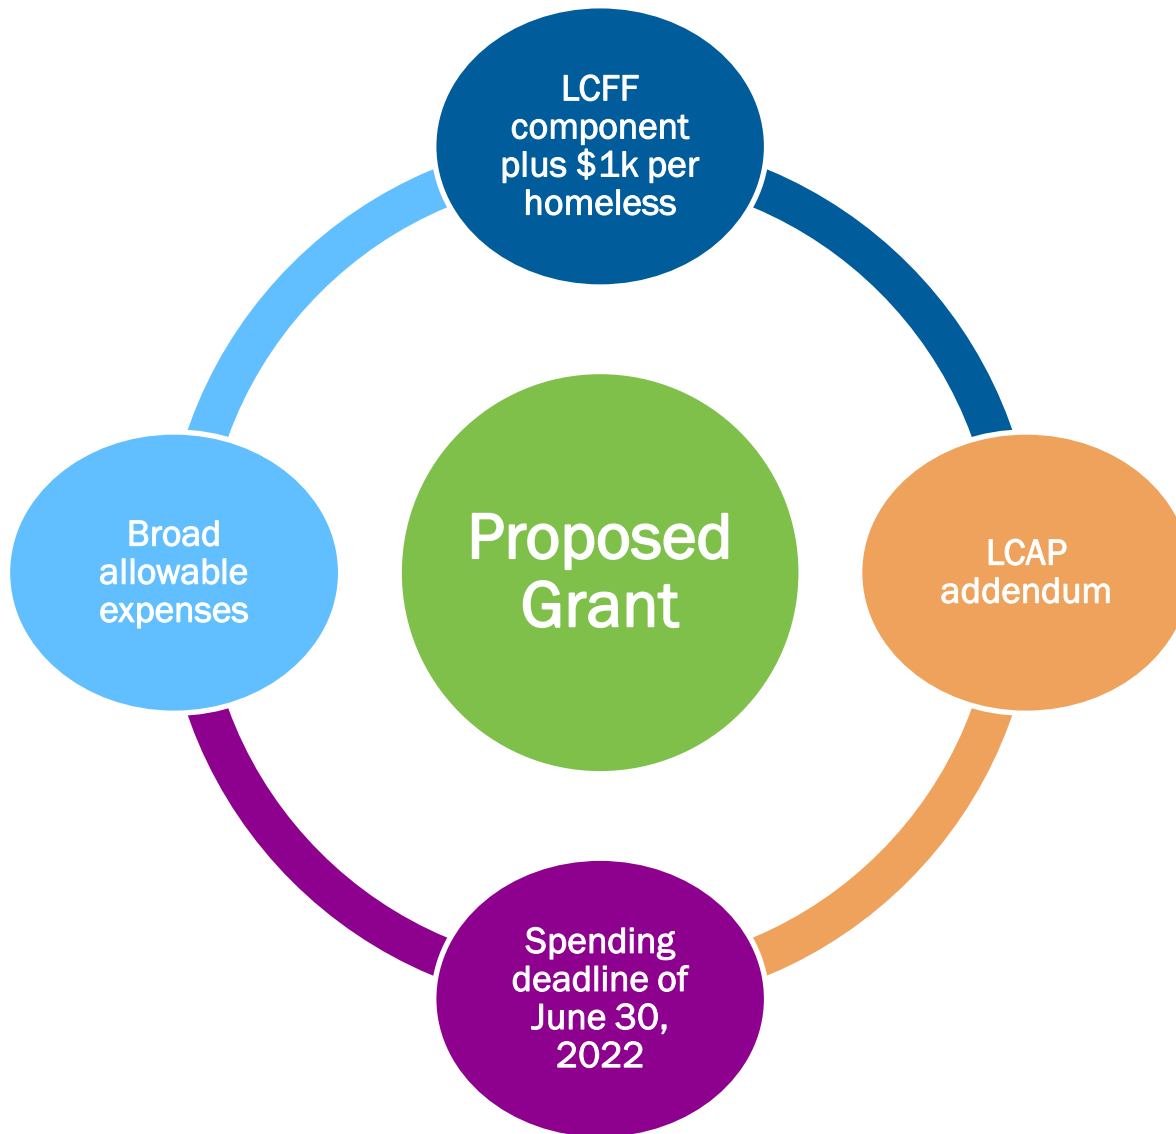 LCFF
component
plus $1k per
homeless
Broad
allowable
expenses
Proposed
Grant
LCAP
addendum
Spending
deadline of
June 30,
2022